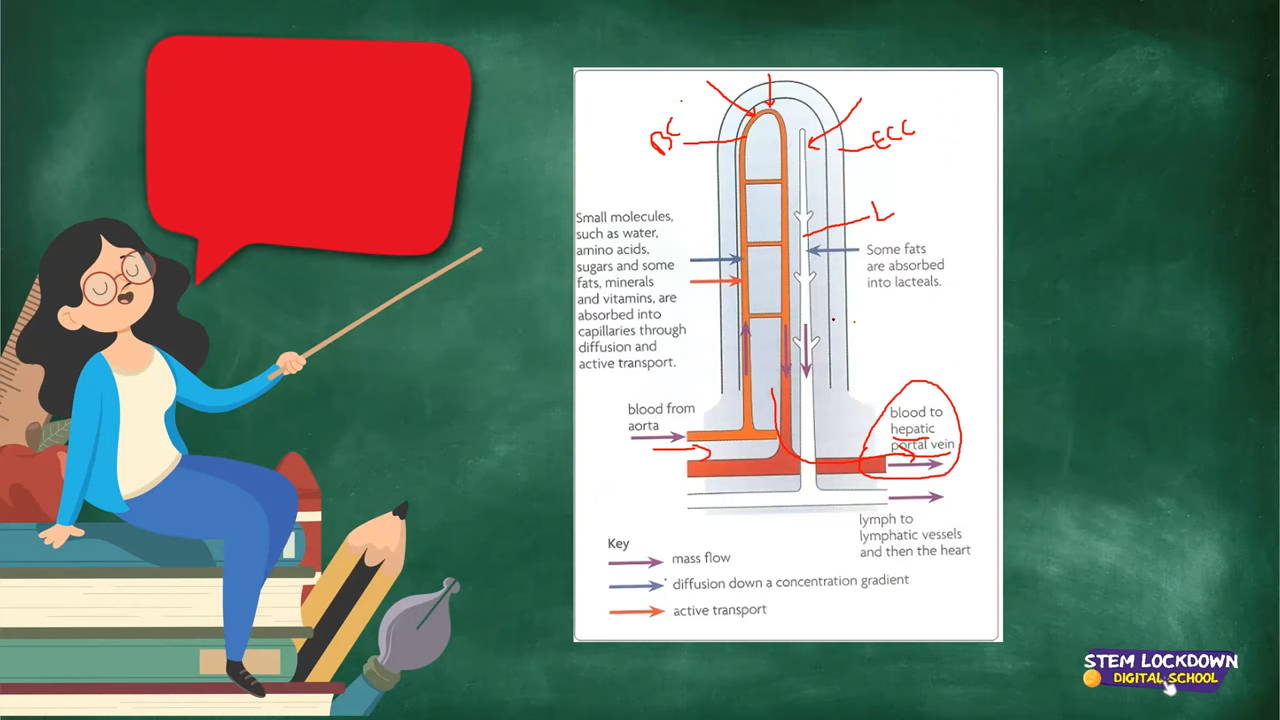 BC
ECC
L
Small molecules,
such as water,
amino acids,
sugars and some
fats, minerals
and vitamins, are
absorbed into
capillaries through
diffusion and
active transport.
Some fats
are absorbed
into lacteals.
blood from
aorta
blood to
hepatic
portal vein
lymph to
lymphatic vessels
and then the heart
Key
mass flow
diffusion down a concentration gradient
active transport
STEM LOCKDOWN
DIGITAL SCHOOL